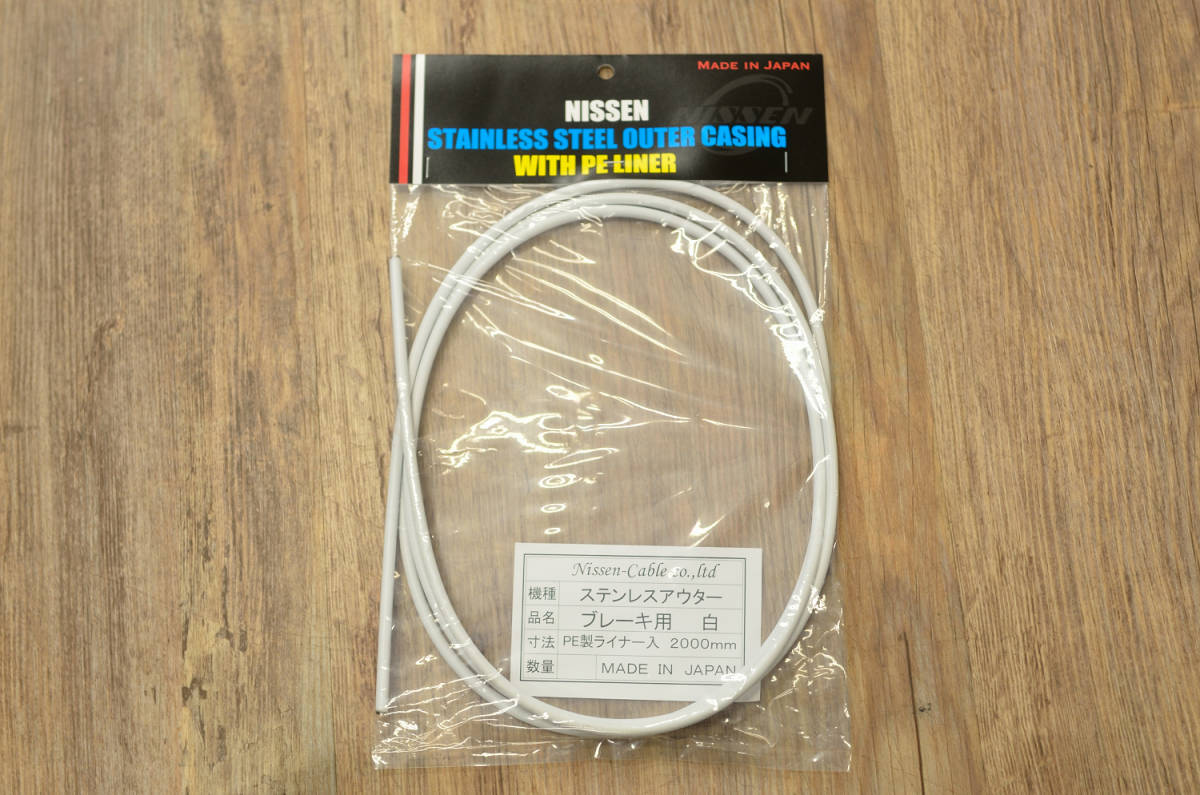 MADE IN JAPAN
NISSEN
NISSEN
STAINLESS STEEL OUTER CASING
WITH PE LINER
Nissen-Cable co.,ltd
機種 ステンレスアウター
品名 ブレーキ用 白
寸法 PE製ライナー入 2000mm
数量 MADE IN JAPAN